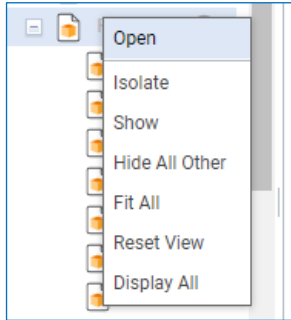 Open
Isolate
Show
Hide All Other
Fit All
Reset View
Display All